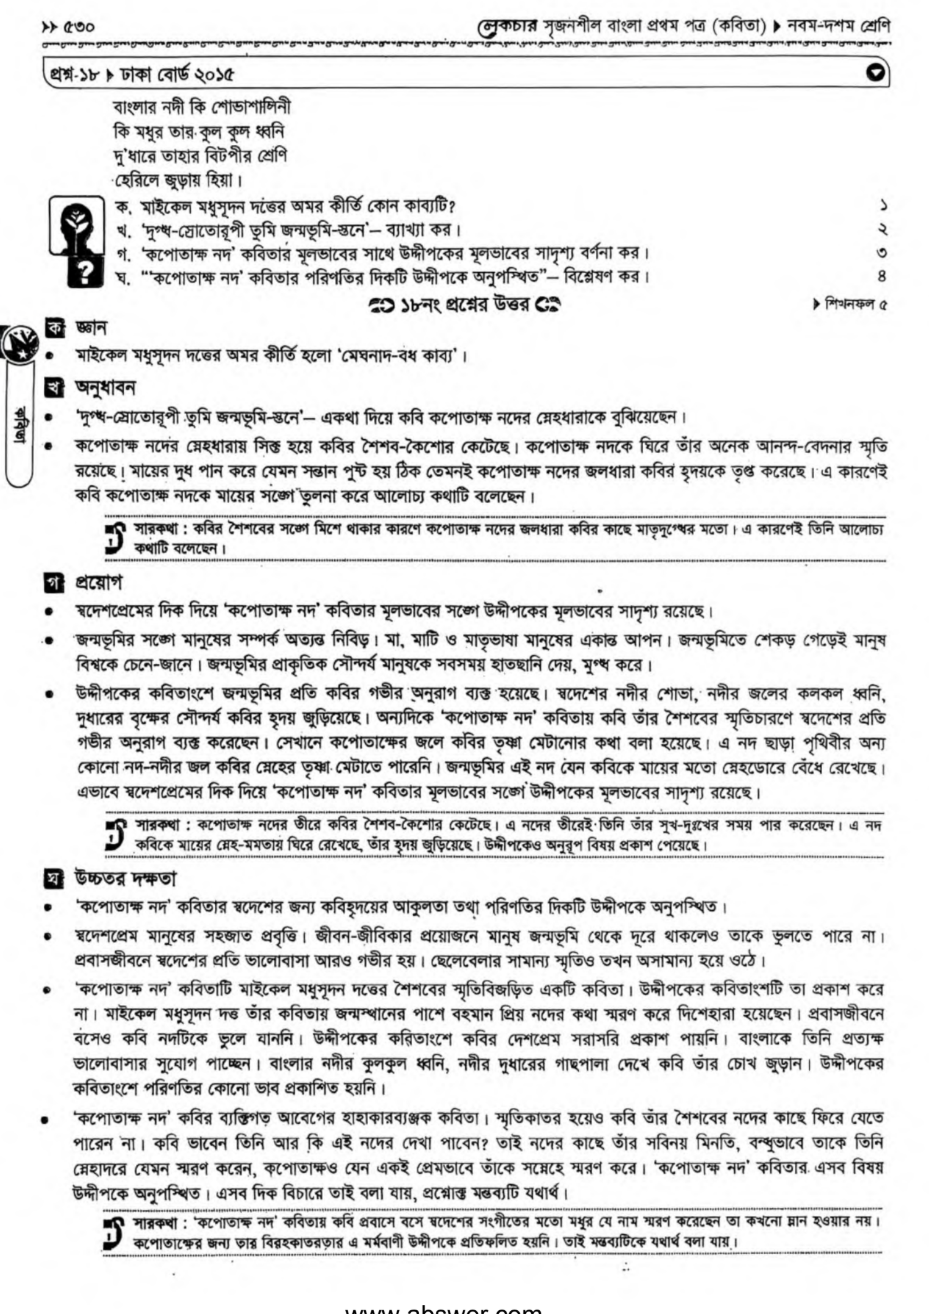 >> ৫৩০
লেকচার সৃজনশীল বাংলা প্রথম পত্র (কবিতা) ▶ নবম-দশম শ্রেণি
প্রশ্ন-১৮ ▶ ঢাকা বোর্ড ২০১৫
বাংলার নদী কি শোভাশালিনী
কি মধুর তার কুল কুল ধ্বনি
দু'ধারে তাহার বিটপীর শ্রেণি
হেরিলে জুড়ায় হিয়া।
ক. মাইকেল মধুসূদন দত্তের অমর কীর্তি কোন কাব্যটি? ১
খ. 'দুগ্ধ-স্রোতোরূপী তুমি জন্মভূমি-স্তনে'— ব্যাখ্যা কর। ২
গ. 'কপোতাক্ষ নদ' কবিতার মূলভাবের সাথে উদ্দীপকের মূলভাবের সাদৃশ্য বর্ণনা কর। ৩
ঘ. "'কপোতাক্ষ নদ' কবিতার পরিণতির দিকটি উদ্দীপকে অনুপস্থিত"— বিশ্লেষণ কর। ৪
১৮নং প্রশ্নের উত্তর
▶ শিখনফল ৫
ক জ্ঞান
• মাইকেল মধুসূদন দত্তের অমর কীর্তি হলো 'মেঘনাদ-বধ কাব্য'।
খ অনুধাবন
• 'দুগ্ধ-স্রোতোরূপী তুমি জন্মভূমি-স্তনে'— একথা দিয়ে কবি কপোতাক্ষ নদের স্নেহধারাকে বুঝিয়েছেন।
কবিতা
• কপোতাক্ষ নদের স্নেহধারায় সিক্ত হয়ে কবির শৈশব-কৈশোর কেটেছে। কপোতাক্ষ নদকে ঘিরে তাঁর অনেক আনন্দ-বেদনার স্মৃতি
রয়েছে। মায়ের দুধ পান করে যেমন সন্তান পুষ্ট হয় ঠিক তেমনই কপোতাক্ষ নদের জলধারা কবির হৃদয়কে তৃপ্ত করেছে। এ কারণেই
কবি কপোতাক্ষ নদকে মায়ের সঙ্গে তুলনা করে আলোচ্য কথাটি বলেছেন।
সারকথা : কবির শৈশবের সঙ্গে মিশে থাকার কারণে কপোতাক্ষ নদের জলধারা কবির কাছে মাতৃদুগ্ধের মতো। এ কারণেই তিনি আলোচ্য
কথাটি বলেছেন।
গ প্রয়োগ
• স্বদেশপ্রেমের দিক দিয়ে 'কপোতাক্ষ নদ' কবিতার মূলভাবের সঙ্গে উদ্দীপকের মূলভাবের সাদৃশ্য রয়েছে।
• জন্মভূমির সঙ্গে মানুষের সম্পর্ক অত্যন্ত নিবিড়। মা, মাটি ও মাতৃভাষা মানুষের একান্ত আপন। জন্মভূমিতে শেকড় গেড়েই মানুষ
বিশ্বকে চেনে-জানে। জন্মভূমির প্রাকৃতিক সৌন্দর্য মানুষকে সবসময় হাতছানি দেয়, মুগ্ধ করে।
• উদ্দীপকের কবিতাংশে জন্মভূমির প্রতি কবির গভীর অনুরাগ ব্যক্ত হয়েছে। স্বদেশের নদীর শোভা, নদীর জলের কলকল ধ্বনি,
দুধারের বৃক্ষের সৌন্দর্য কবির হৃদয় জুড়িয়েছে। অন্যদিকে 'কপোতাক্ষ নদ' কবিতায় কবি তাঁর শৈশবের স্মৃতিচারণে স্বদেশের প্রতি
গভীর অনুরাগ ব্যক্ত করেছেন। সেখানে কপোতাক্ষের জলে কবির তৃষ্ণা মেটানোর কথা বলা হয়েছে। এ নদ ছাড়া পৃথিবীর অন্য
কোনো নদ-নদীর জল কবির স্নেহের তৃষ্ণা মেটাতে পারেনি। জন্মভূমির এই নদ যেন কবিকে মায়ের মতো স্নেহডোরে বেঁধে রেখেছে।
এভাবে স্বদেশপ্রেমের দিক দিয়ে 'কপোতাক্ষ নদ' কবিতার মূলভাবের সঙ্গে উদ্দীপকের মূলভাবের সাদৃশ্য রয়েছে।
সারকথা : কপোতাক্ষ নদের তীরে কবির শৈশব-কৈশোর কেটেছে। এ নদের তীরেই তিনি তাঁর সুখ-দুঃখের সময় পার করেছেন। এ নদ
কবিকে মায়ের স্নেহ-মমতায় ঘিরে রেখেছে, তাঁর হৃদয় জুড়িয়েছে। উদ্দীপকেও অনুরূপ বিষয় প্রকাশ পেয়েছে।
ঘ উচ্চতর দক্ষতা
• 'কপোতাক্ষ নদ' কবিতার স্বদেশের জন্য কবিহৃদয়ের আকুলতা তথা পরিণতির দিকটি উদ্দীপকে অনুপস্থিত।
• স্বদেশপ্রেম মানুষের সহজাত প্রবৃত্তি। জীবন-জীবিকার প্রয়োজনে মানুষ জন্মভূমি থেকে দূরে থাকলেও তাকে ভুলতে পারে না।
প্রবাসজীবনে স্বদেশের প্রতি ভালোবাসা আরও গভীর হয়। ছেলেবেলার সামান্য স্মৃতিও তখন অসামান্য হয়ে ওঠে।
• 'কপোতাক্ষ নদ' কবিতাটি মাইকেল মধুসূদন দত্তের শৈশবের স্মৃতিবিজড়িত একটি কবিতা। উদ্দীপকের কবিতাংশটি তা প্রকাশ করে
না। মাইকেল মধুসূদন দত্ত তাঁর কবিতায় জন্মস্থানের পাশে বহমান প্রিয় নদের কথা স্মরণ করে দিশেহারা হয়েছেন। প্রবাসজীবনে
বসেও কবি নদটিকে ভুলে যাননি। উদ্দীপকের কবিতাংশে কবির দেশপ্রেম সরাসরি প্রকাশ পায়নি। বাংলাকে তিনি প্রত্যক্ষ
ভালোবাসার সুযোগ পাচ্ছেন। বাংলার নদীর কুলকুল ধ্বনি, নদীর দুধারের গাছপালা দেখে কবি তাঁর চোখ জুড়ান। উদ্দীপকের
কবিতাংশে পরিণতির কোনো ভাব প্রকাশিত হয়নি।
• 'কপোতাক্ষ নদ' কবির ব্যক্তিগত আবেগের হাহাকারব্যঞ্জক কবিতা। স্মৃতিকাতর হয়েও কবি তাঁর শৈশবের নদের কাছে ফিরে যেতে
পারেন না। কবি ভাবেন তিনি আর কি এই নদের দেখা পাবেন? তাই নদের কাছে তাঁর সবিনয় মিনতি, বন্ধুভাবে তাকে তিনি
স্নেহাদরে যেমন স্মরণ করেন, কপোতাক্ষও যেন একই প্রেমভাবে তাঁকে সস্নেহে স্মরণ করে। 'কপোতাক্ষ নদ' কবিতার এসব বিষয়
উদ্দীপকে অনুপস্থিত। এসব দিক বিচারে তাই বলা যায়, প্রশ্নোক্ত মন্তব্যটি যথার্থ।
সারকথা : 'কপোতাক্ষ নদ' কবিতায় কবি প্রবাসে বসে স্বদেশের সংগীতের মতো মধুর যে নাম স্মরণ করেছেন তা কখনো ম্লান হওয়ার নয়।
কপোতাক্ষের জন্য তার বিরহকাতরতার এ মর্মবাণী উদ্দীপকে প্রতিফলিত হয়নি। তাই মন্তব্যটিকে যথার্থ বলা যায়।
www.abswer.com